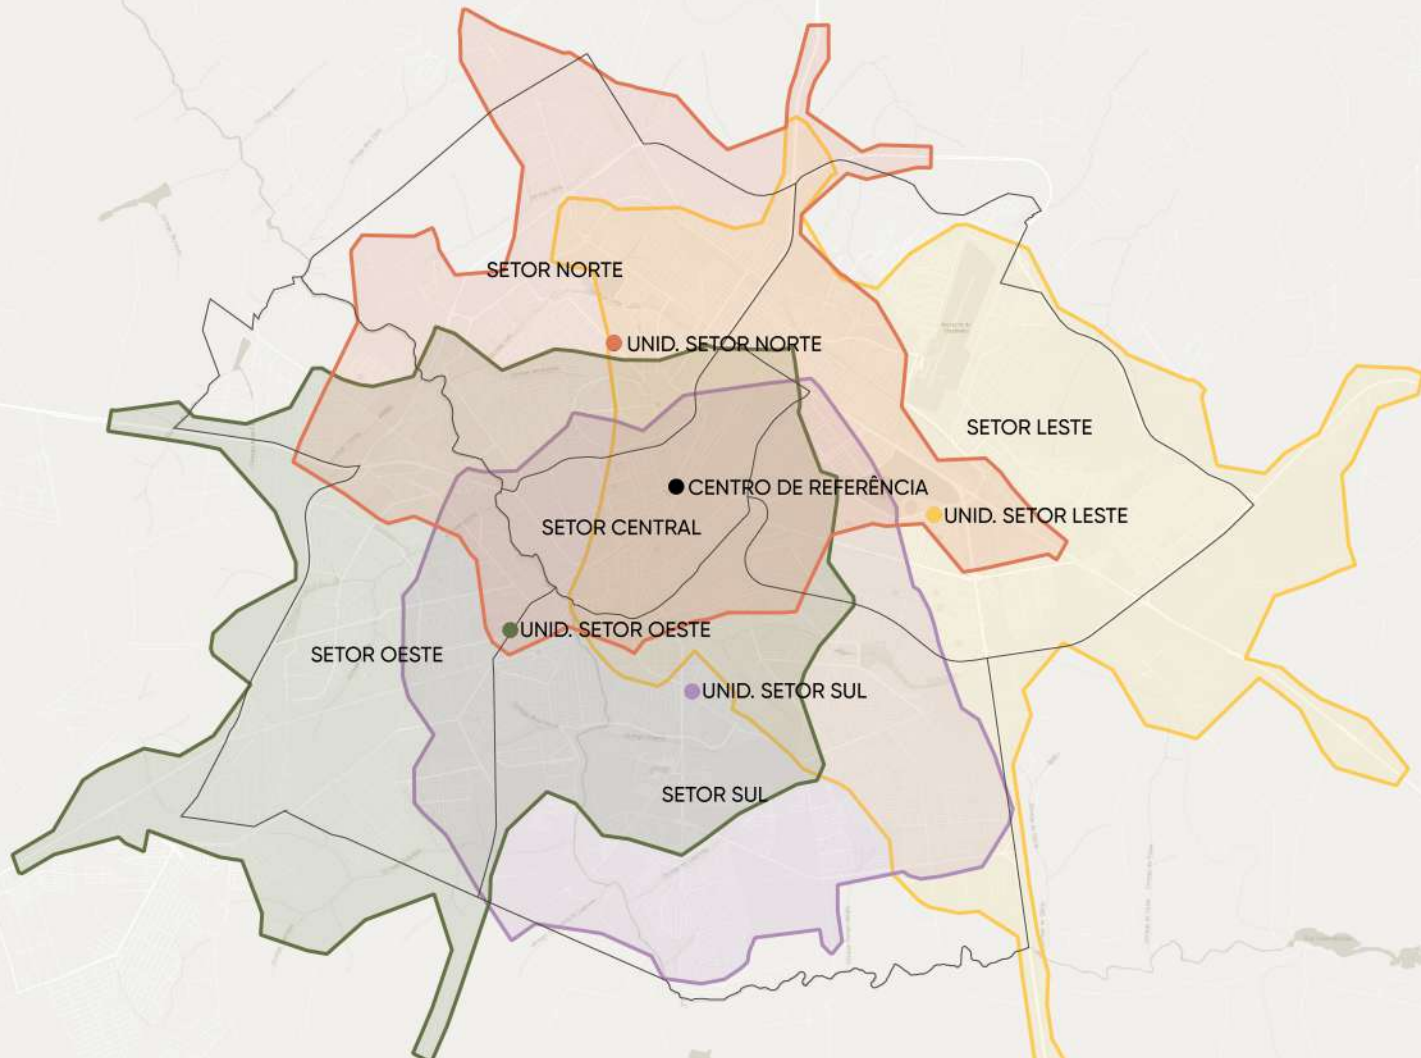 SETOR NORTE
UNID. SETOR NORTE
SETOR LESTE
CENTRO DE REFERÊNCIA
UNID. SETOR LESTE
SETOR CENTRAL
UNID. SETOR OESTE
SETOR OESTE
UNID. SETOR SUL
SETOR SUL